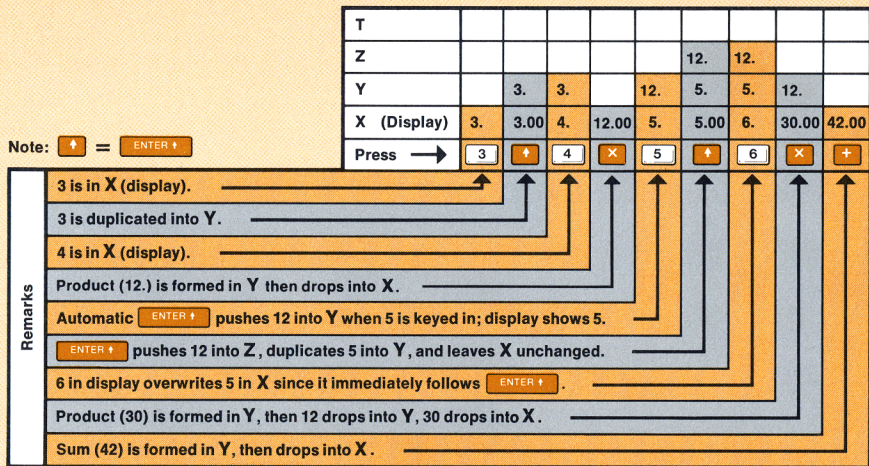 T
Z 12. 12.
Y 3. 3. 12. 5. 5. 12.
X (Display) 3. 3.00 4. 12.00 5. 5.00 6. 30.00 42.00
Note: ↑ = ENTER ↑
Press → 3 ↑ 4 × 5 ↑ 6 × +
Remarks
3 is in X (display).
3 is duplicated into Y.
4 is in X (display).
Product (12.) is formed in Y then drops into X.
Automatic ENTER ↑ pushes 12 into Y when 5 is keyed in; display shows 5.
ENTER ↑ pushes 12 into Z, duplicates 5 into Y, and leaves X unchanged.
6 in display overwrites 5 in X since it immediately follows ENTER ↑.
Product (30) is formed in Y, then 12 drops into Y, 30 drops into X.
Sum (42) is formed in Y, then drops into X.